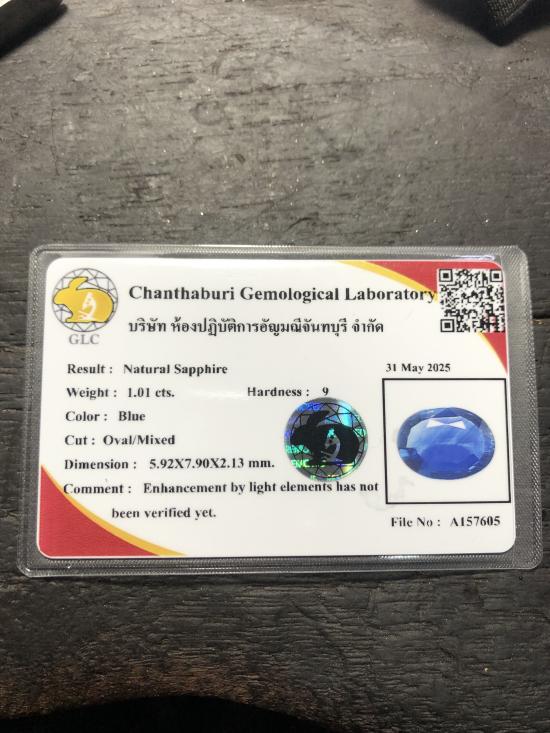 Chanthaburi Gemological Laboratory
บริษัท ห้องปฏิบัติการอัญมณีจันทบุรี จำกัด
GLC
Result : Natural Sapphire
31 May 2025
Weight : 1.01 cts. Hardness : 9
Color : Blue
Cut : Oval/Mixed
Dimension : 5.92X7.90X2.13 mm.
Comment : Enhancement by light elements has not
been verified yet.
File No : A157605